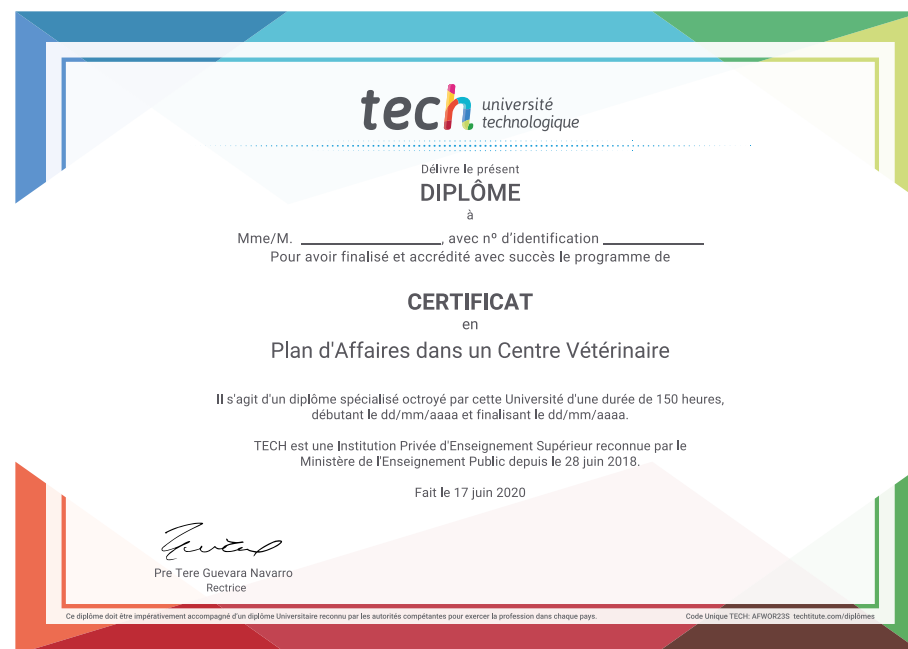 tech université
technologique
Délivre le présent
DIPLÔME
à
Mme/M. ____________________, avec nº d'identification ______________
Pour avoir finalisé et accrédité avec succès le programme de
CERTIFICAT
en
Plan d'Affaires dans un Centre Vétérinaire
Il s'agit d'un diplôme spécialisé octroyé par cette Université d'une durée de 150 heures,
débutant le dd/mm/aaaa et finalisant le dd/mm/aaaa.
TECH est une Institution Privée d'Enseignement Supérieur reconnue par le
Ministère de l'Enseignement Public depuis le 28 juin 2018.
Fait le 17 juin 2020
Pre Tere Guevara Navarro
Rectrice
Ce diplôme doit être impérativement accompagné d'un diplôme Universitaire reconnu par les autorités compétentes pour exercer la profession dans chaque pays.
Code Unique TECH: AFWOR23S techtitute.com/diplômes